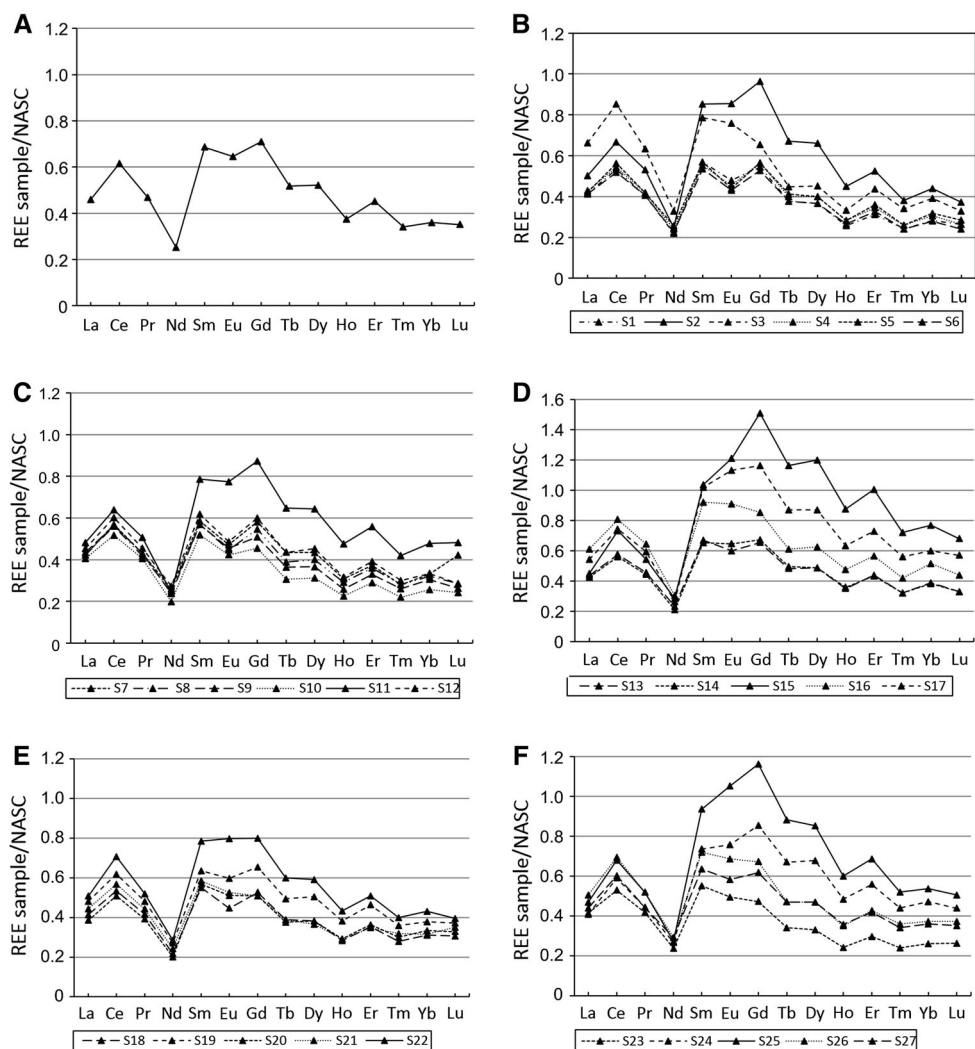 A
REE sample/NASC
1.2
1.0
0.8
0.6
0.4
0.2
0
La Ce Pr Nd Sm Eu Gd Tb Dy Ho Er Tm Yb Lu
B
REE sample/NASC
1.2
1.0
0.8
0.6
0.4
0.2
0
La Ce Pr Nd Sm Eu Gd Tb Dy Ho Er Tm Yb Lu
S1 S2 S3 S4 S5 S6
C
REE sample/NASC
1.2
1.0
0.8
0.6
0.4
0.2
0
La Ce Pr Nd Sm Eu Gd Tb Dy Ho Er Tm Yb Lu
S7 S8 S9 S10 S11 S12
D
REE sample/NASC
1.6
1.4
1.2
1.0
0.8
0.6
0.4
0.2
0
La Ce Pr Nd Sm Eu Gd Tb Dy Ho Er Tm Yb Lu
S13 S14 S15 S16 S17
E
REE sample/NASC
1.2
1.0
0.8
0.6
0.4
0.2
0
La Ce Pr Nd Sm Eu Gd Tb Dy Ho Er Tm Yb Lu
S18 S19 S20 S21 S22
F
REE sample/NASC
1.2
1.0
0.8
0.6
0.4
0.2
0
La Ce Pr Nd Sm Eu Gd Tb Dy Ho Er Tm Yb Lu
S23 S24 S25 S26 S27